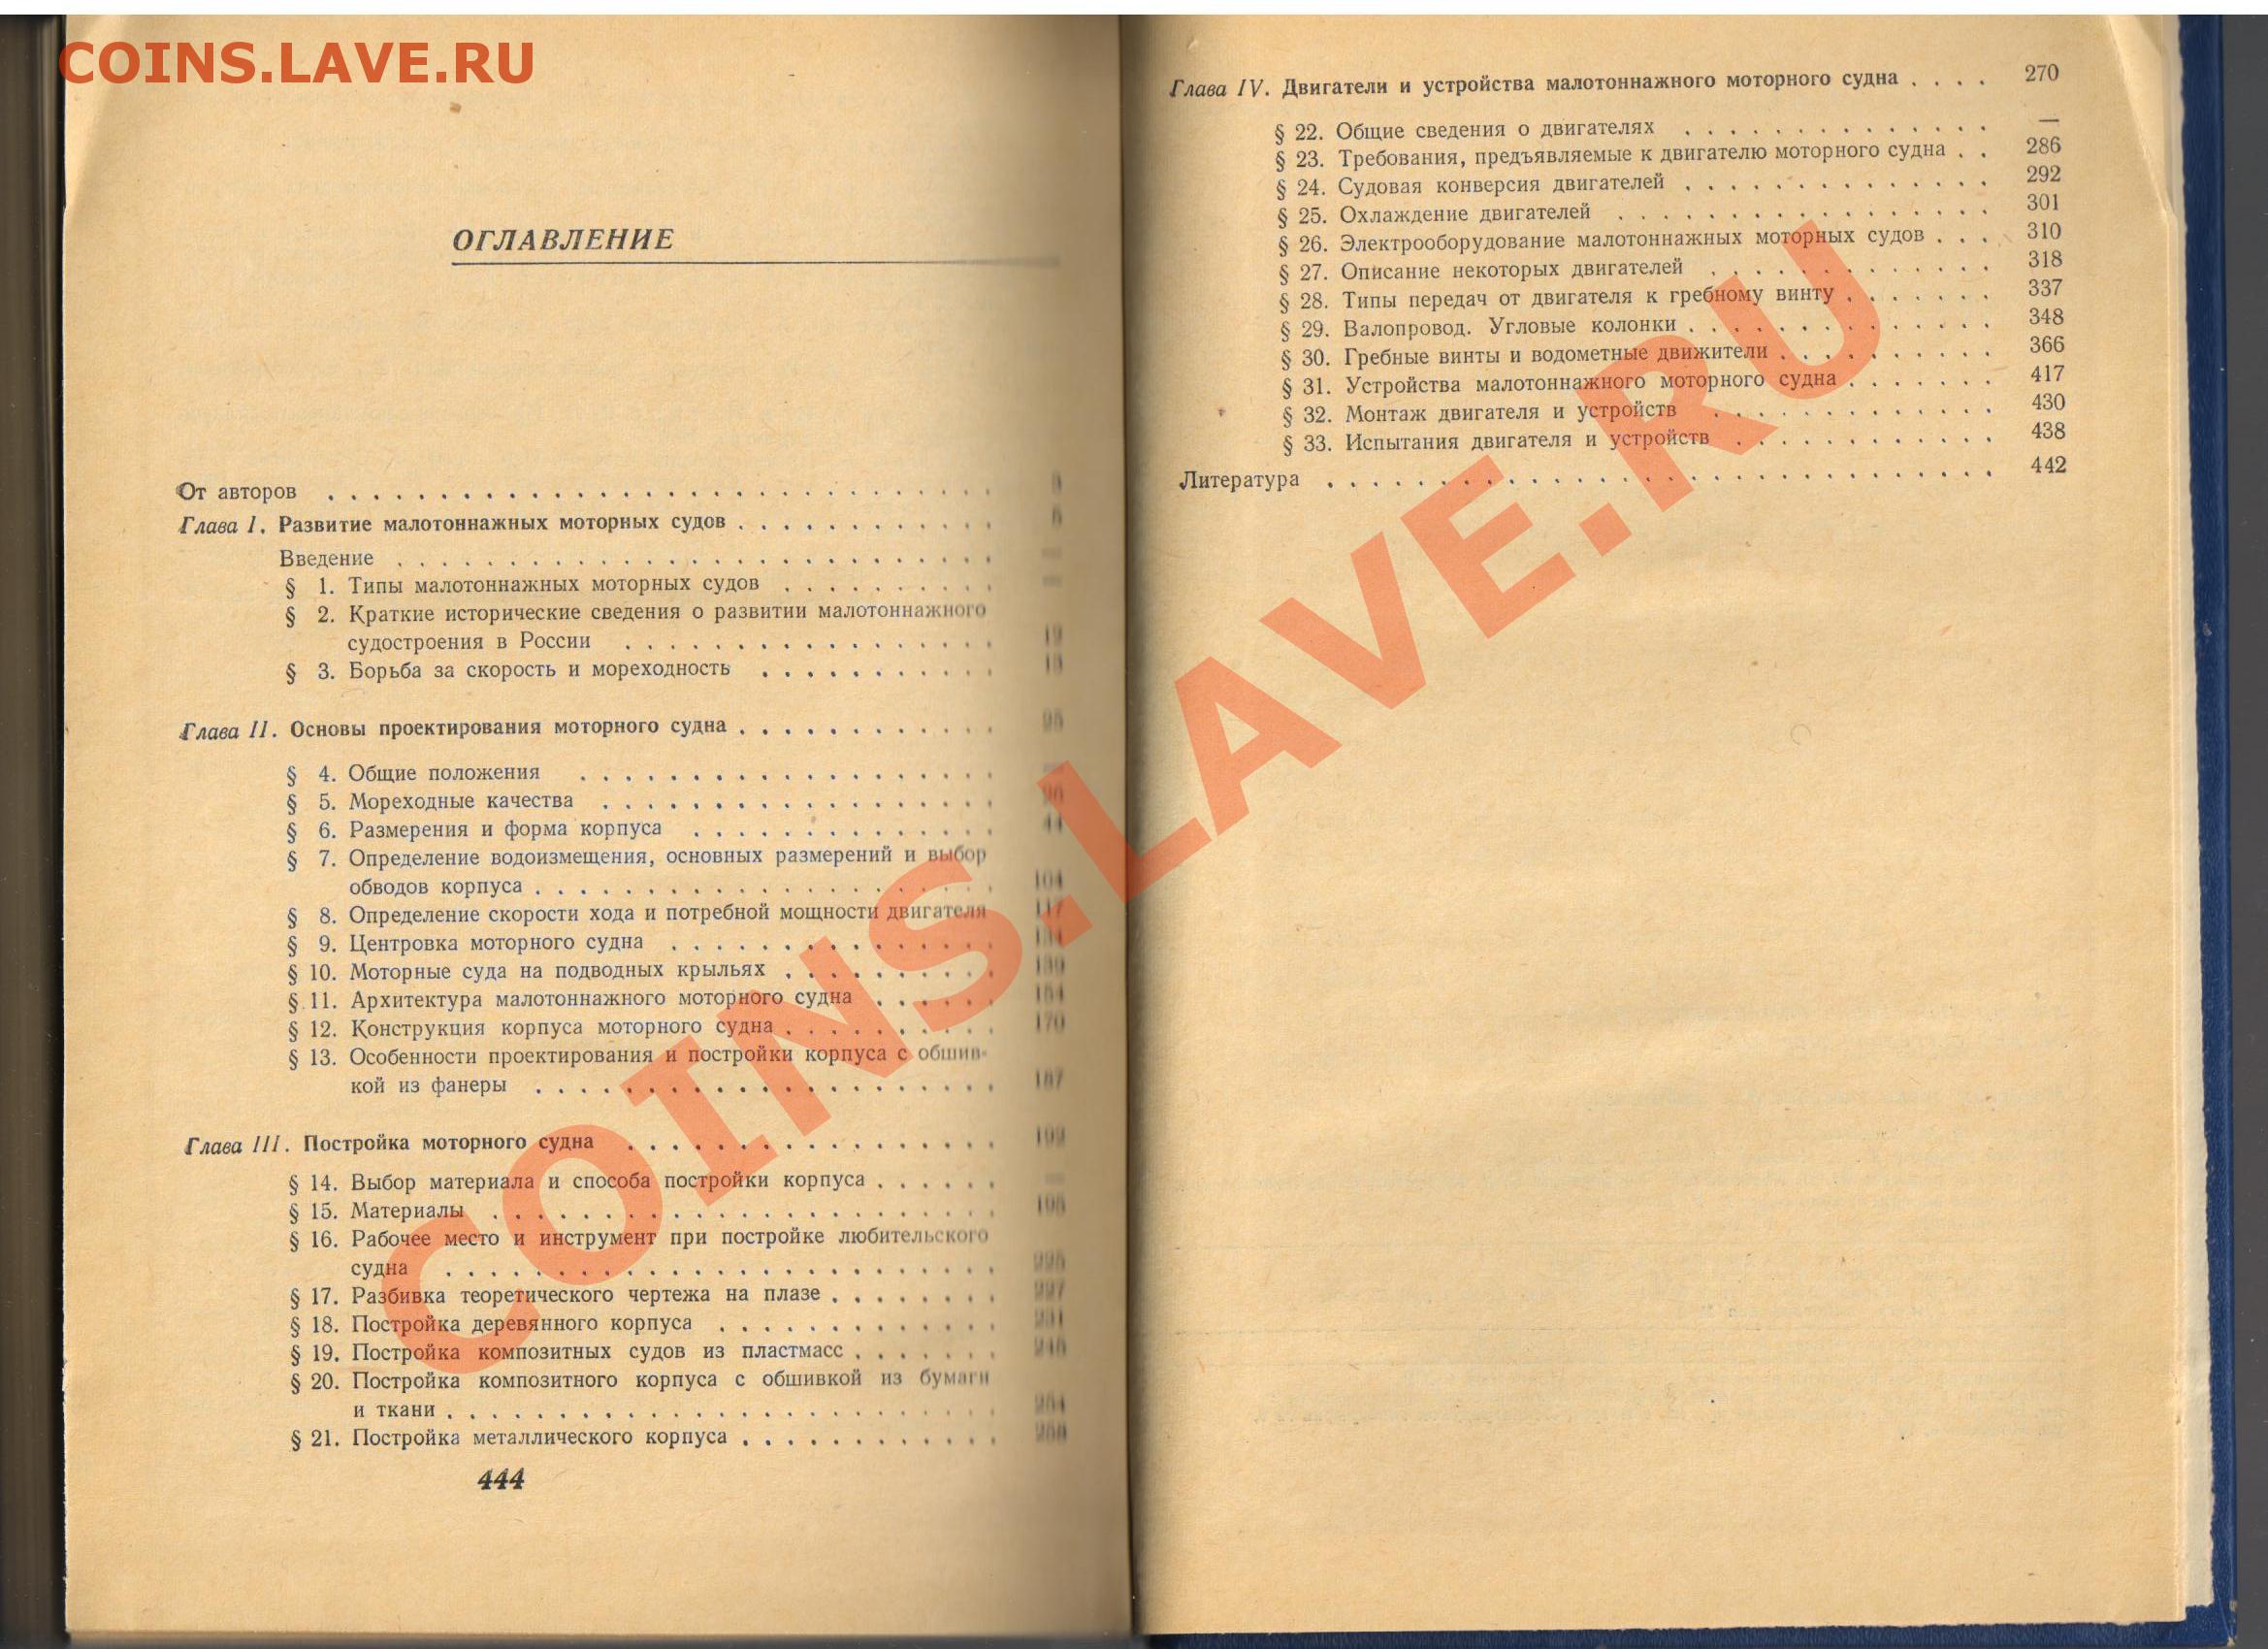 COINS.LAVE.RU
ОГЛАВЛЕНИЕ
От авторов . . . . . . . . . . . . . . . . . . . . . . . . . . . . . .
Глава I. Развитие малотоннажных моторных судов . . . . . . . . . . . .
Введение . . . . . . . . . . . . . . . . . . . . . . . . . . .
§ 1. Типы малотоннажных моторных судов . . . . . . . . . .
§ 2. Краткие исторические сведения о развитии малотоннажного
судостроения в России . . . . . . . . . . . . . . . . .
§ 3. Борьба за скорость и мореходность . . . . . . . . . . .
Глава II. Основы проектирования моторного судна . . . . . . . . . . . .
§ 4. Общие положения . . . . . . . . . . . . . . . . . . .
§ 5. Мореходные качества . . . . . . . . . . . . . . . . . .
§ 6. Размерения и форма корпуса . . . . . . . . . . . . . .
§ 7. Определение водоизмещения, основных размерений и выбор
обводов корпуса . . . . . . . . . . . . . . . . . . . . . 104
§ 8. Определение скорости хода и потребной мощности двигателя 117
§ 9. Центровка моторного судна . . . . . . . . . . . . . . .
§ 10. Моторные суда на подводных крыльях . . . . . . . . . . 139
§ 11. Архитектура малотоннажного моторного судна . . . . . .
§ 12. Конструкция корпуса моторного судна . . . . . . . . . . 170
§ 13. Особенности проектирования и постройки корпуса с обшив-
кой из фанеры . . . . . . . . . . . . . . . . . . . . . 187
Глава III. Постройка моторного судна . . . . . . . . . . . . . . . . .
§ 14. Выбор материала и способа постройки корпуса . . . . . .
§ 15. Материалы . . . . . . . . . . . . . . . . . . . . . . .
§ 16. Рабочее место и инструмент при постройке любительского
судна . . . . . . . . . . . . . . . . . . . . . . . . .
§ 17. Разбивка теоретического чертежа на плазе . . . . . . . .
§ 18. Постройка деревянного корпуса . . . . . . . . . . . . .
§ 19. Постройка композитных судов из пластмасс . . . . . . .
§ 20. Постройка композитного корпуса с обшивкой из бумаги
и ткани . . . . . . . . . . . . . . . . . . . . . . . . .
§ 21. Постройка металлического корпуса . . . . . . . . . . . .
444
Глава IV. Двигатели и устройства малотоннажного моторного судна . . . . 270
§ 22. Общие сведения о двигателях . . . . . . . . . . . . . . —
§ 23. Требования, предъявляемые к двигателю моторного судна . . 286
§ 24. Судовая конверсия двигателей . . . . . . . . . . . . . . 292
§ 25. Охлаждение двигателей . . . . . . . . . . . . . . . . . 301
§ 26. Электрооборудование малотоннажных моторных судов . . . 310
§ 27. Описание некоторых двигателей . . . . . . . . . . . . . 318
§ 28. Типы передач от двигателя к гребному винту . . . . . . . 337
§ 29. Валопровод. Угловые колонки . . . . . . . . . . . . . . 348
§ 30. Гребные винты и водометные движители . . . . . . . . . . 366
§ 31. Устройства малотоннажного моторного судна . . . . . . . 417
§ 32. Монтаж двигателя и устройств . . . . . . . . . . . . . 430
§ 33. Испытания двигателя и устройств . . . . . . . . . . . . 438
Литература . . . . . . . . . . . . . . . . . . . . . . . . . . . . . . 442
COINS.LAVE.RU